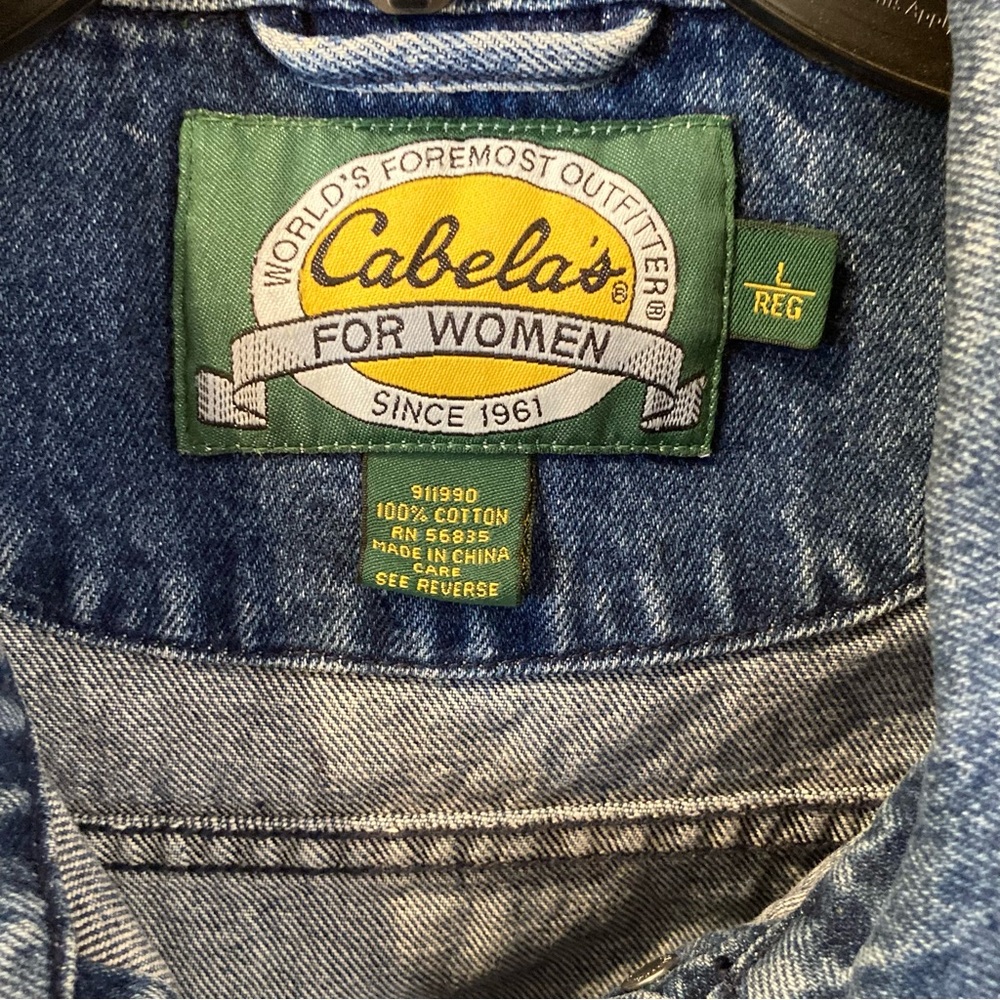 WORLD'S FOREMOST OUTFITTER®
Cabela's®
FOR WOMEN
SINCE 1961
L
REG
911990
100% COTTON
RN 56835
MADE IN CHINA
CARE
SEE REVERSE